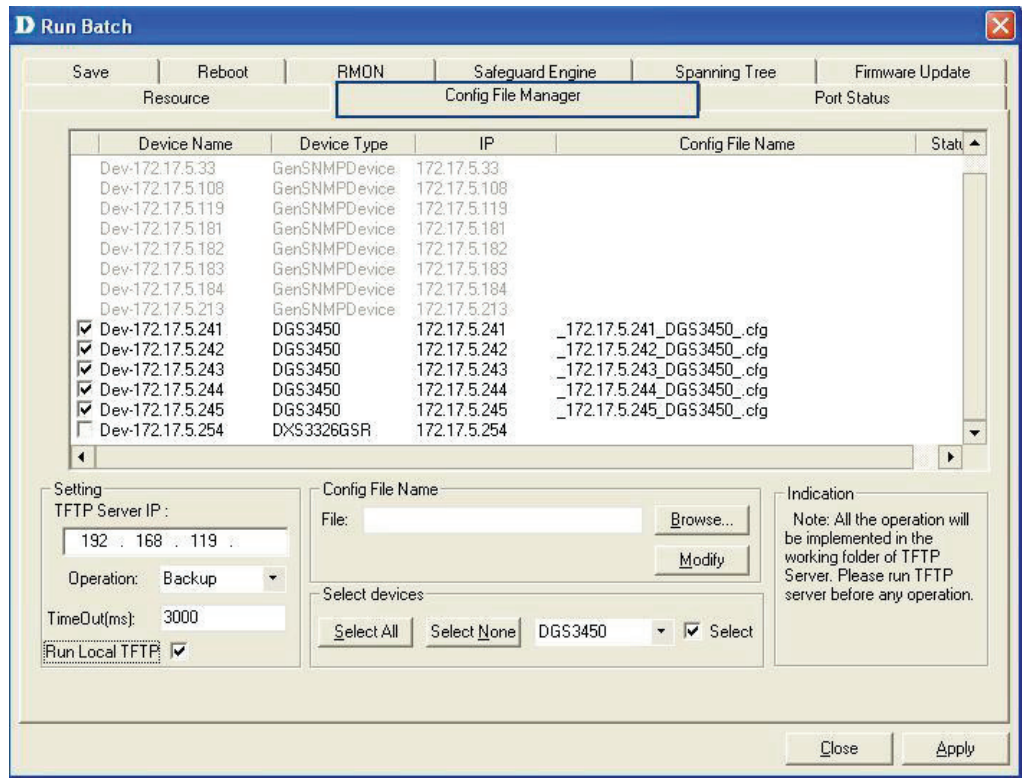 D Run Batch
Save Reboot RMON Safeguard Engine Spanning Tree Firmware Update
Resource Config File Manager Port Status
Device Name Device Type IP Config File Name Statu
Dev-172.17.5.33 GenSNMPDevice 172.17.5.33
Dev-172.17.5.108 GenSNMPDevice 172.17.5.108
Dev-172.17.5.119 GenSNMPDevice 172.17.5.119
Dev-172.17.5.181 GenSNMPDevice 172.17.5.181
Dev-172.17.5.182 GenSNMPDevice 172.17.5.182
Dev-172.17.5.183 GenSNMPDevice 172.17.5.183
Dev-172.17.5.184 GenSNMPDevice 172.17.5.184
Dev-172.17.5.213 GenSNMPDevice 172.17.5.213
Dev-172.17.5.241 DGS3450 172.17.5.241 _172.17.5.241_DGS3450_.cfg
Dev-172.17.5.242 DGS3450 172.17.5.242 _172.17.5.242_DGS3450_.cfg
Dev-172.17.5.243 DGS3450 172.17.5.243 _172.17.5.243_DGS3450_.cfg
Dev-172.17.5.244 DGS3450 172.17.5.244 _172.17.5.244_DGS3450_.cfg
Dev-172.17.5.245 DGS3450 172.17.5.245 _172.17.5.245_DGS3450_.cfg
Dev-172.17.5.254 DXS3326GSR 172.17.5.254
Setting
TFTP Server IP :
192 . 168 . 119 .
Operation: Backup
TimeOut(ms): 3000
Run Local TFTP
Config File Name
File: Browse...
Modify
Select devices
Select All Select None DGS3450 Select
Indication
Note: All the operation will
be implemented in the
working folder of TFTP
Server. Please run TFTP
server before any operation.
Close Apply